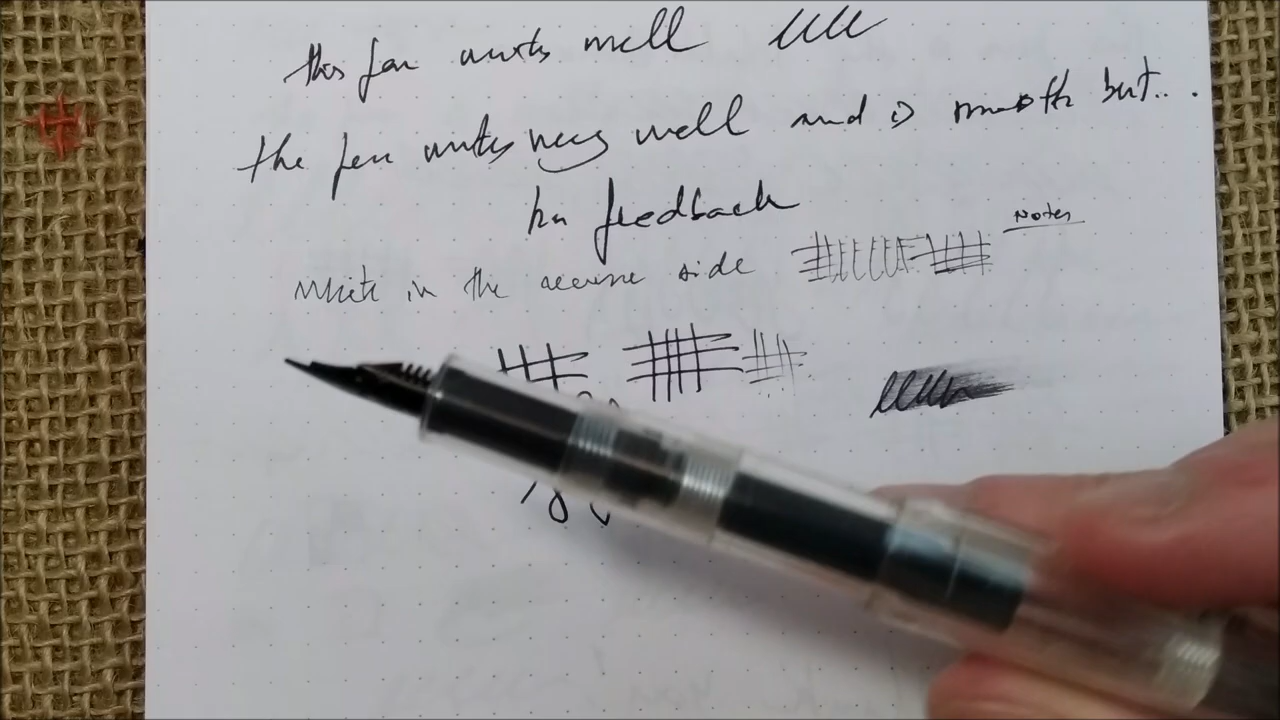 this pen writes well
the pen writes very well and is smooth but...
has feedback
Notes
write in the reverse side